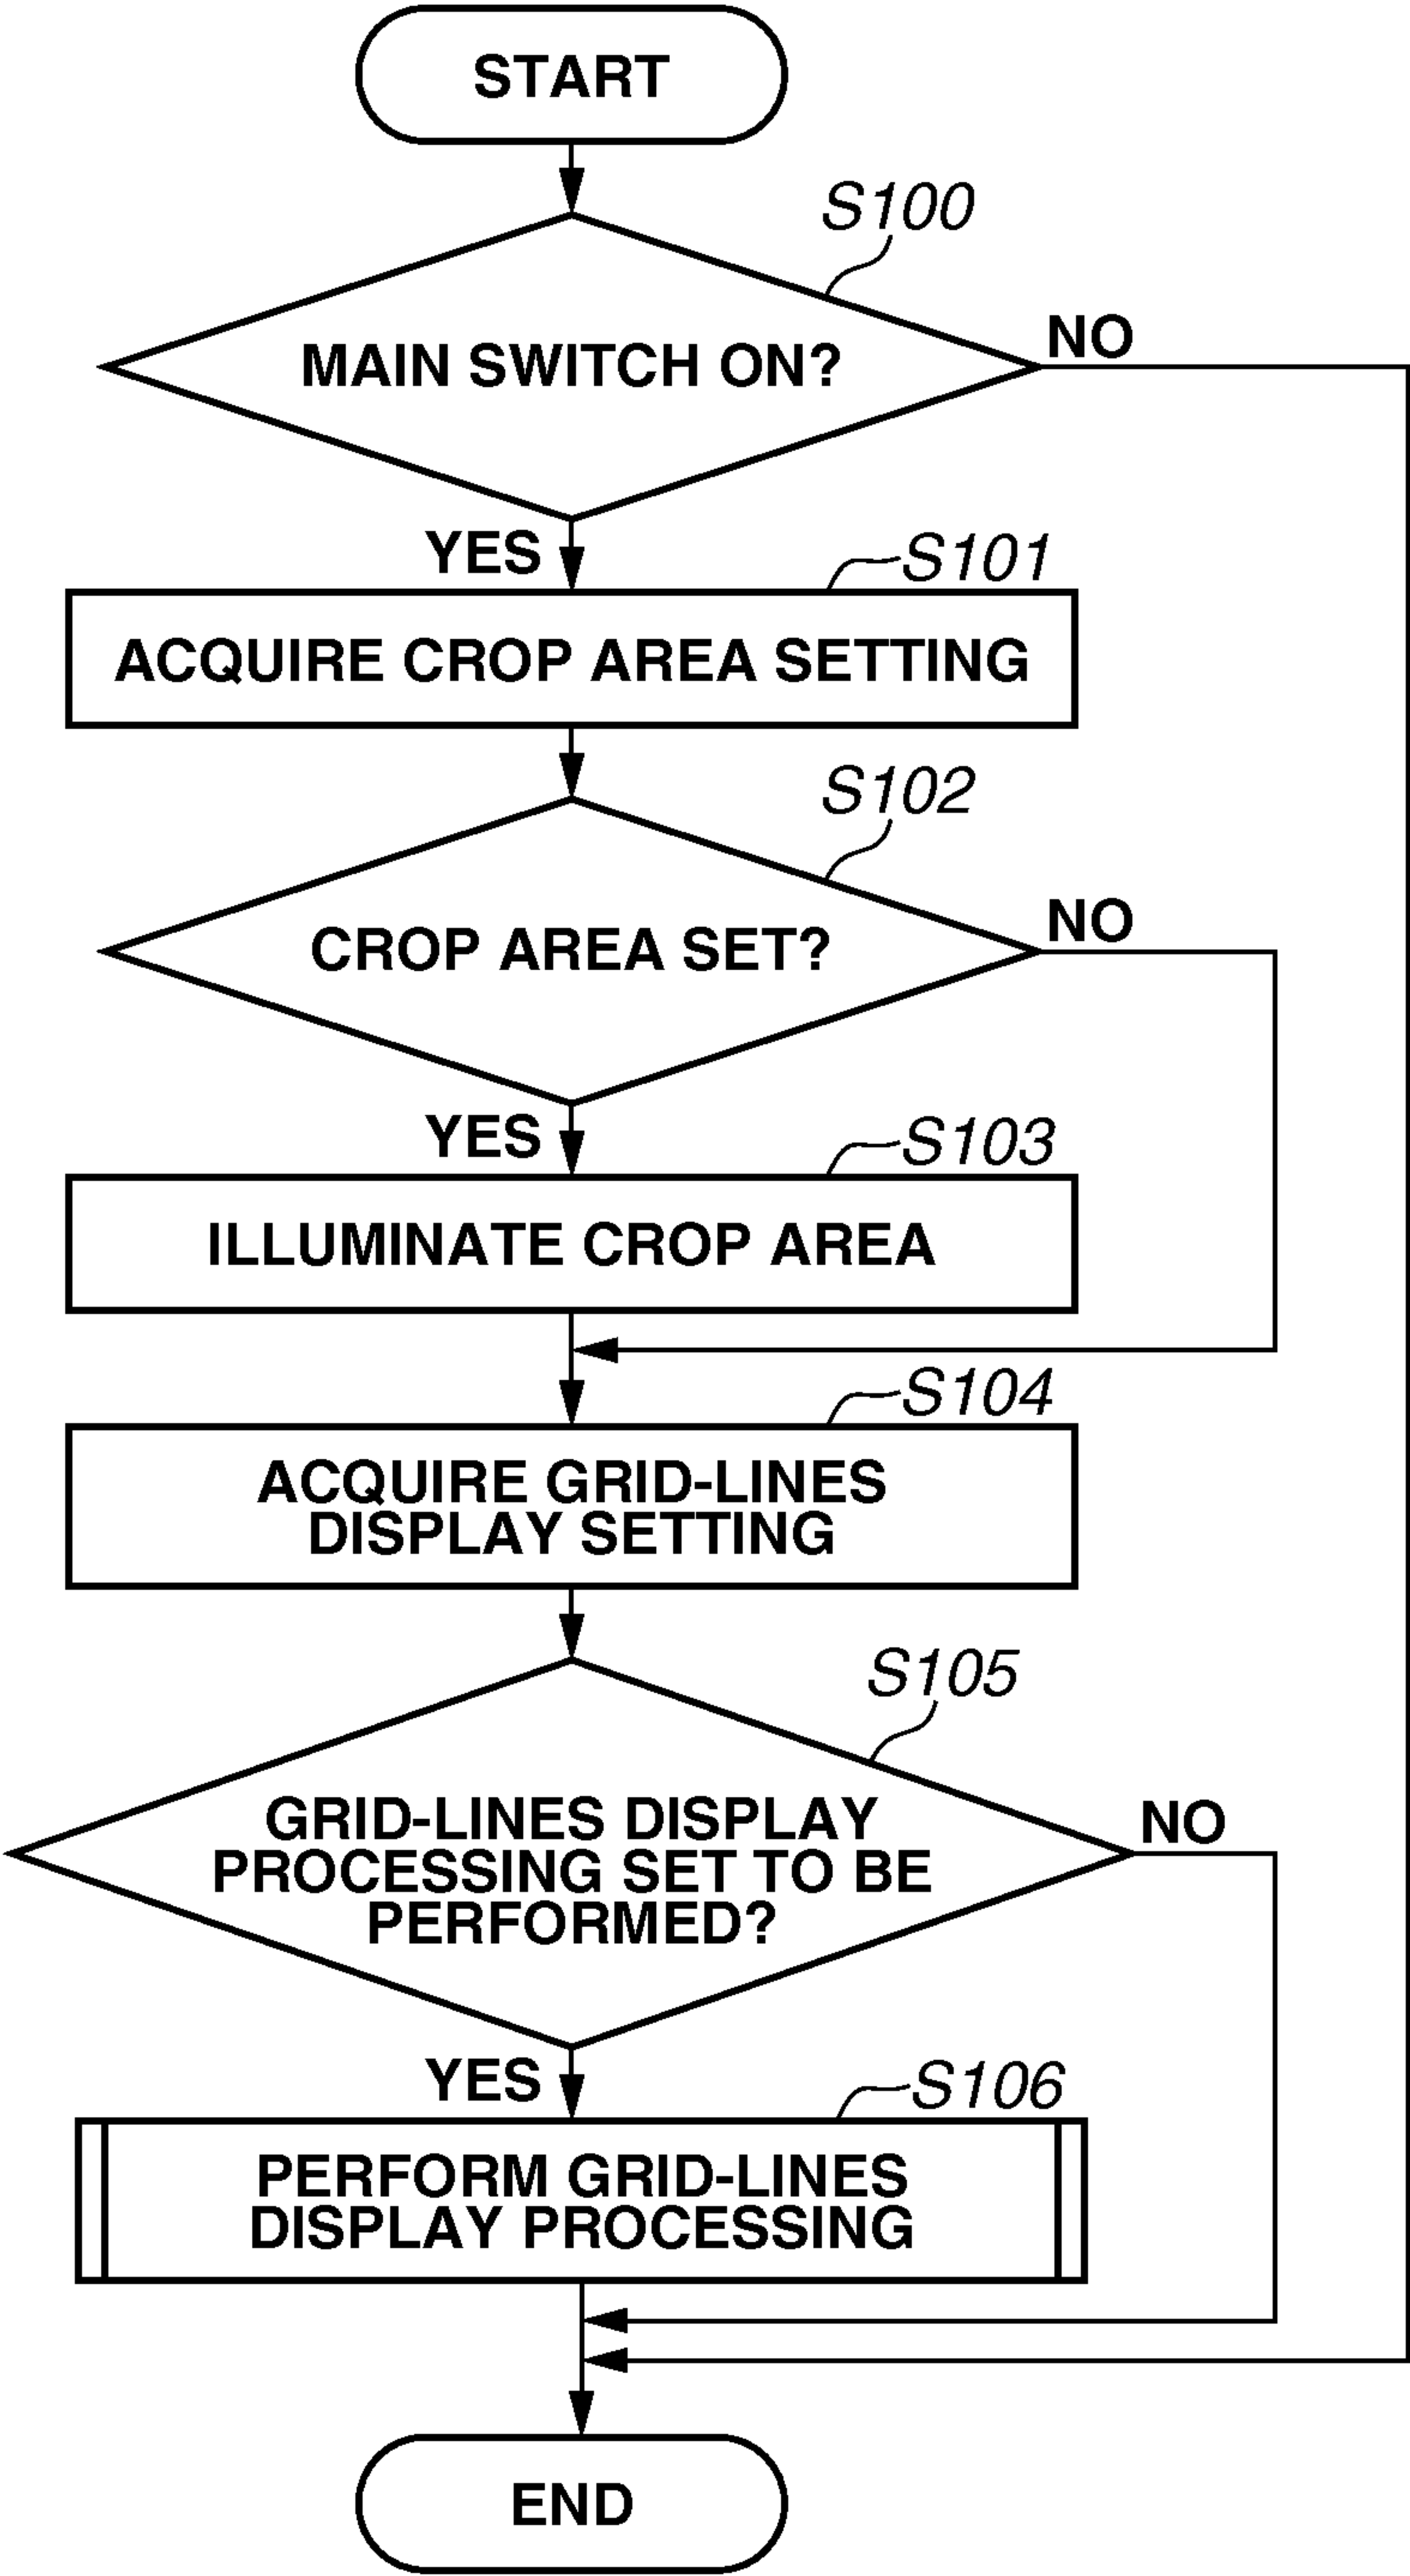 START
S100
MAIN SWITCH ON?
NO
YES
S101
ACQUIRE CROP AREA SETTING
S102
CROP AREA SET?
NO
YES
S103
ILLUMINATE CROP AREA
S104
ACQUIRE GRID-LINES
DISPLAY SETTING
S105
GRID-LINES DISPLAY
PROCESSING SET TO BE
PERFORMED?
NO
YES
S106
PERFORM GRID-LINES
DISPLAY PROCESSING
END